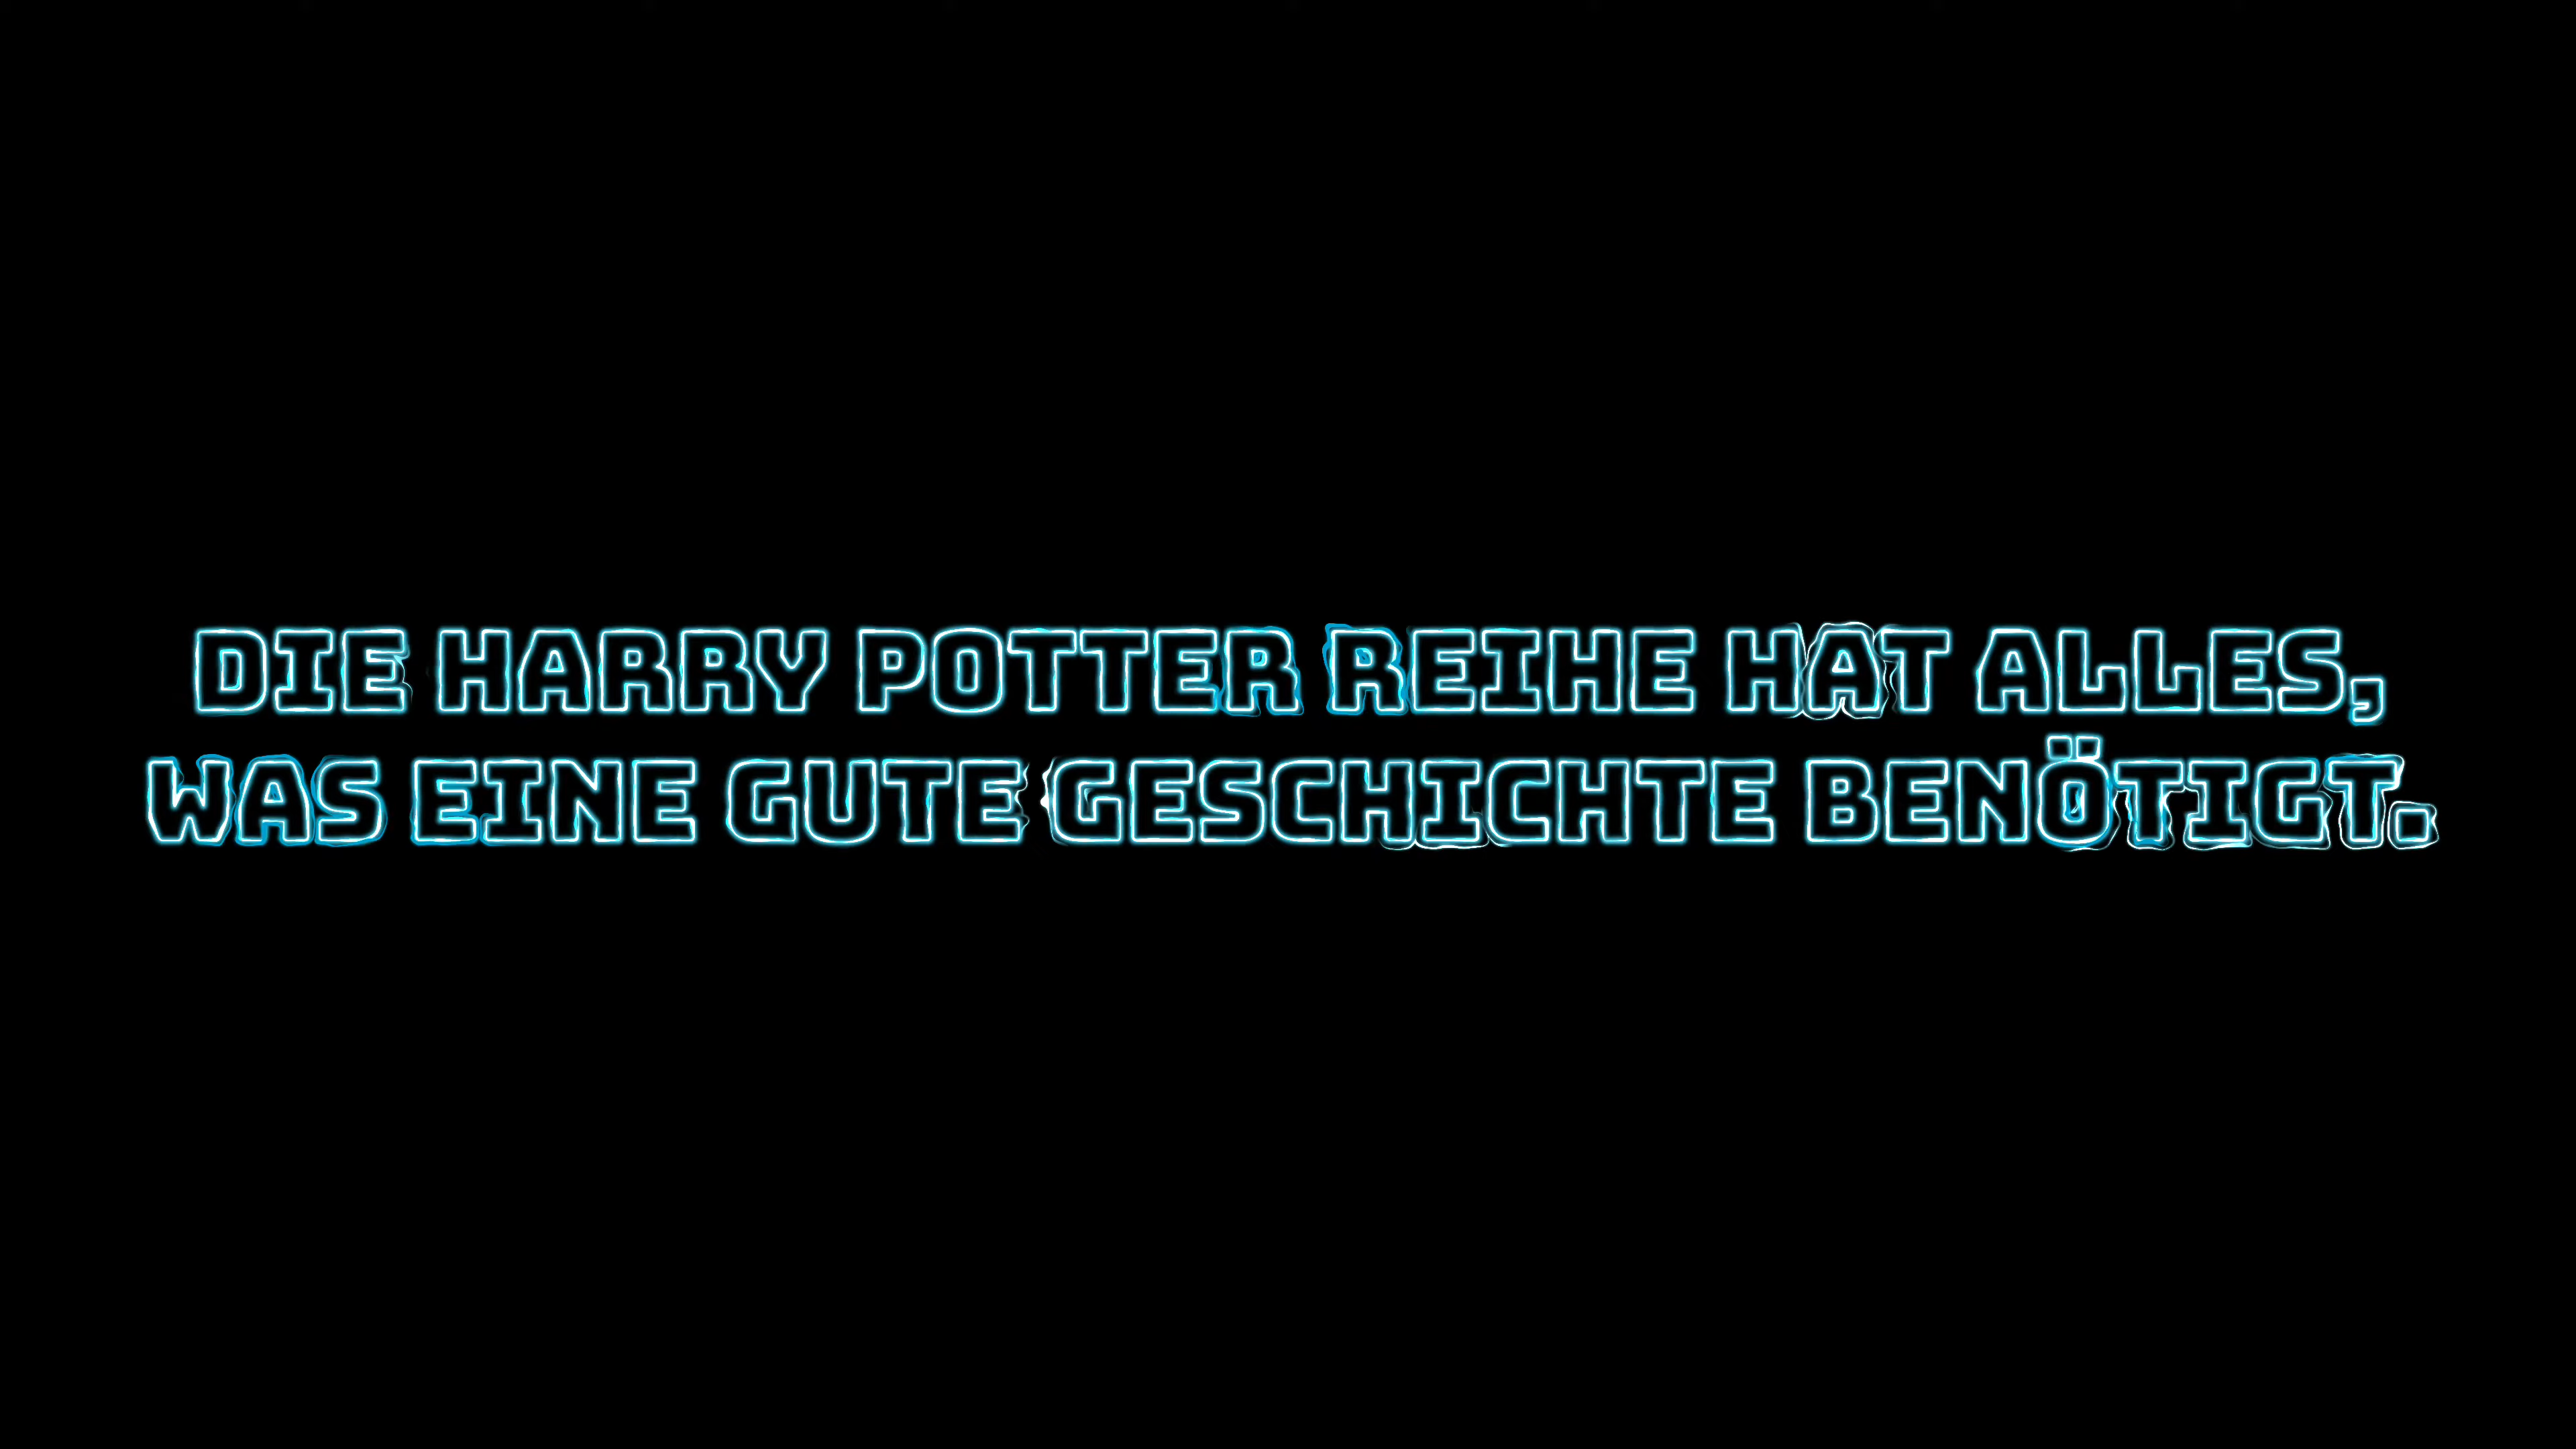 DIE HARRY POTTER REIHE HAT ALLES,
WAS EINE GUTE GESCHICHTE BENÖTIGT.